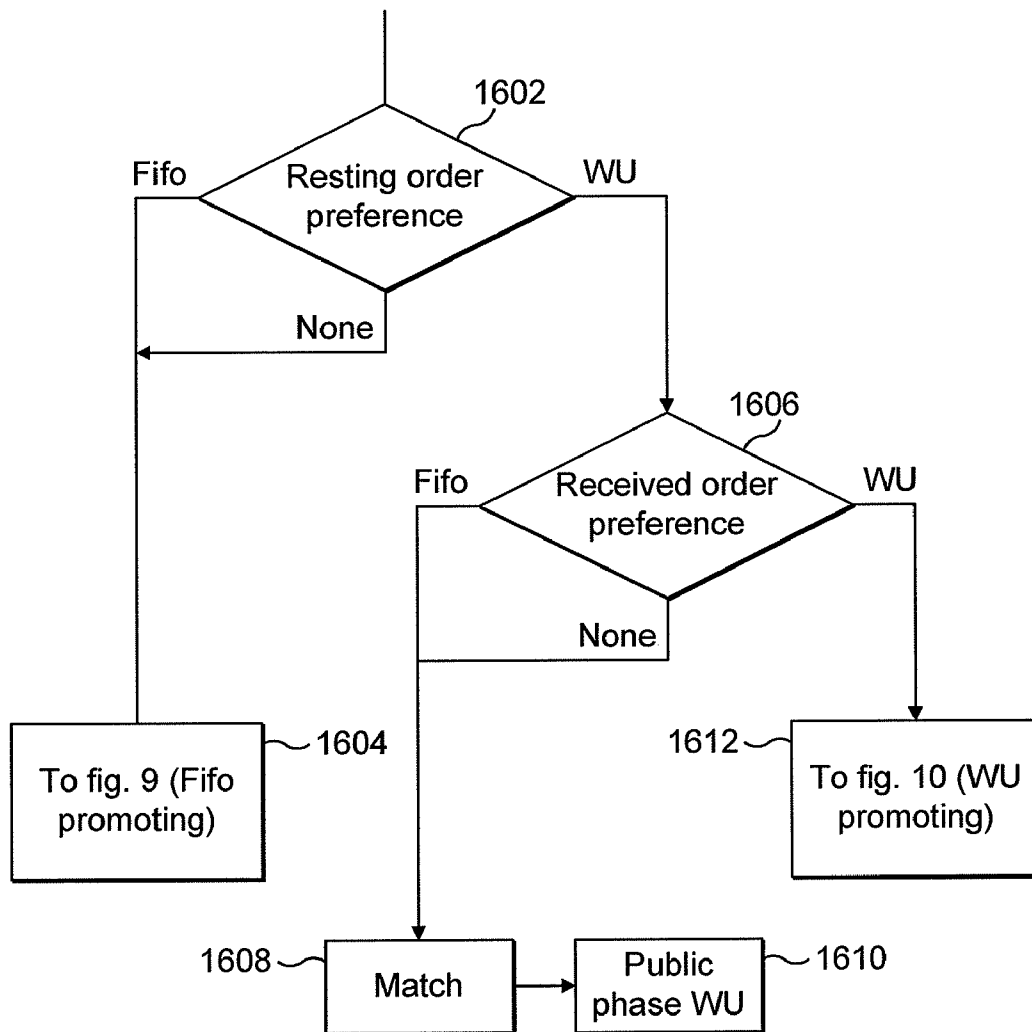 1602
Fifo
Resting order
preference
WU
None
1606
Fifo
Received order
preference
WU
None
1604
To fig. 9 (Fifo
promoting)
1612
To fig. 10 (WU
promoting)
1608
Match
Public
phase WU
1610